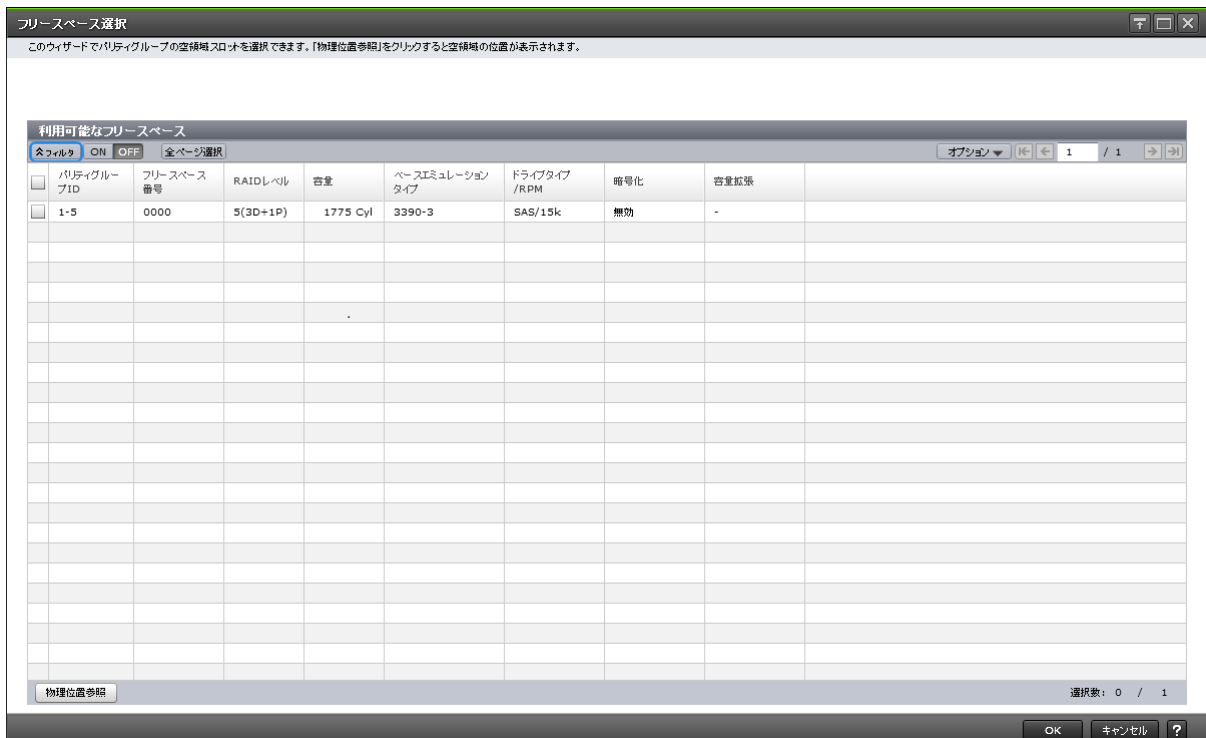 フリースペース選択
このウィザードでパリティグループの空領域スロットを選択できます。「物理位置参照」をクリックすると空領域の位置が表示されます。
利用可能なフリースペース
フィルタ ON OFF 全ページ選択 オプション 1 / 1
パリティグルー
プID
フリースペース
番号
RAIDレベル
容量
ベースエミュレーション
タイプ
ドライブタイプ
/RPM
暗号化
容量拡張
1-5 0000 5(3D+1P) 1775 Cyl 3390-3 SAS/15k 無効 -
物理位置参照 選択数: 0 / 1
OK キャンセル ?